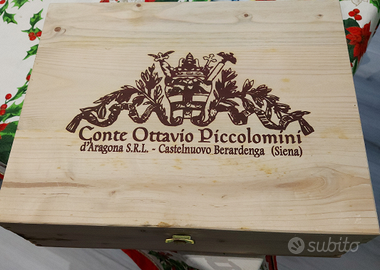 Conte Ottavio Piccolomini
d'Aragona S.R.L. - Castelnuovo Berardenga (Siena)
subito